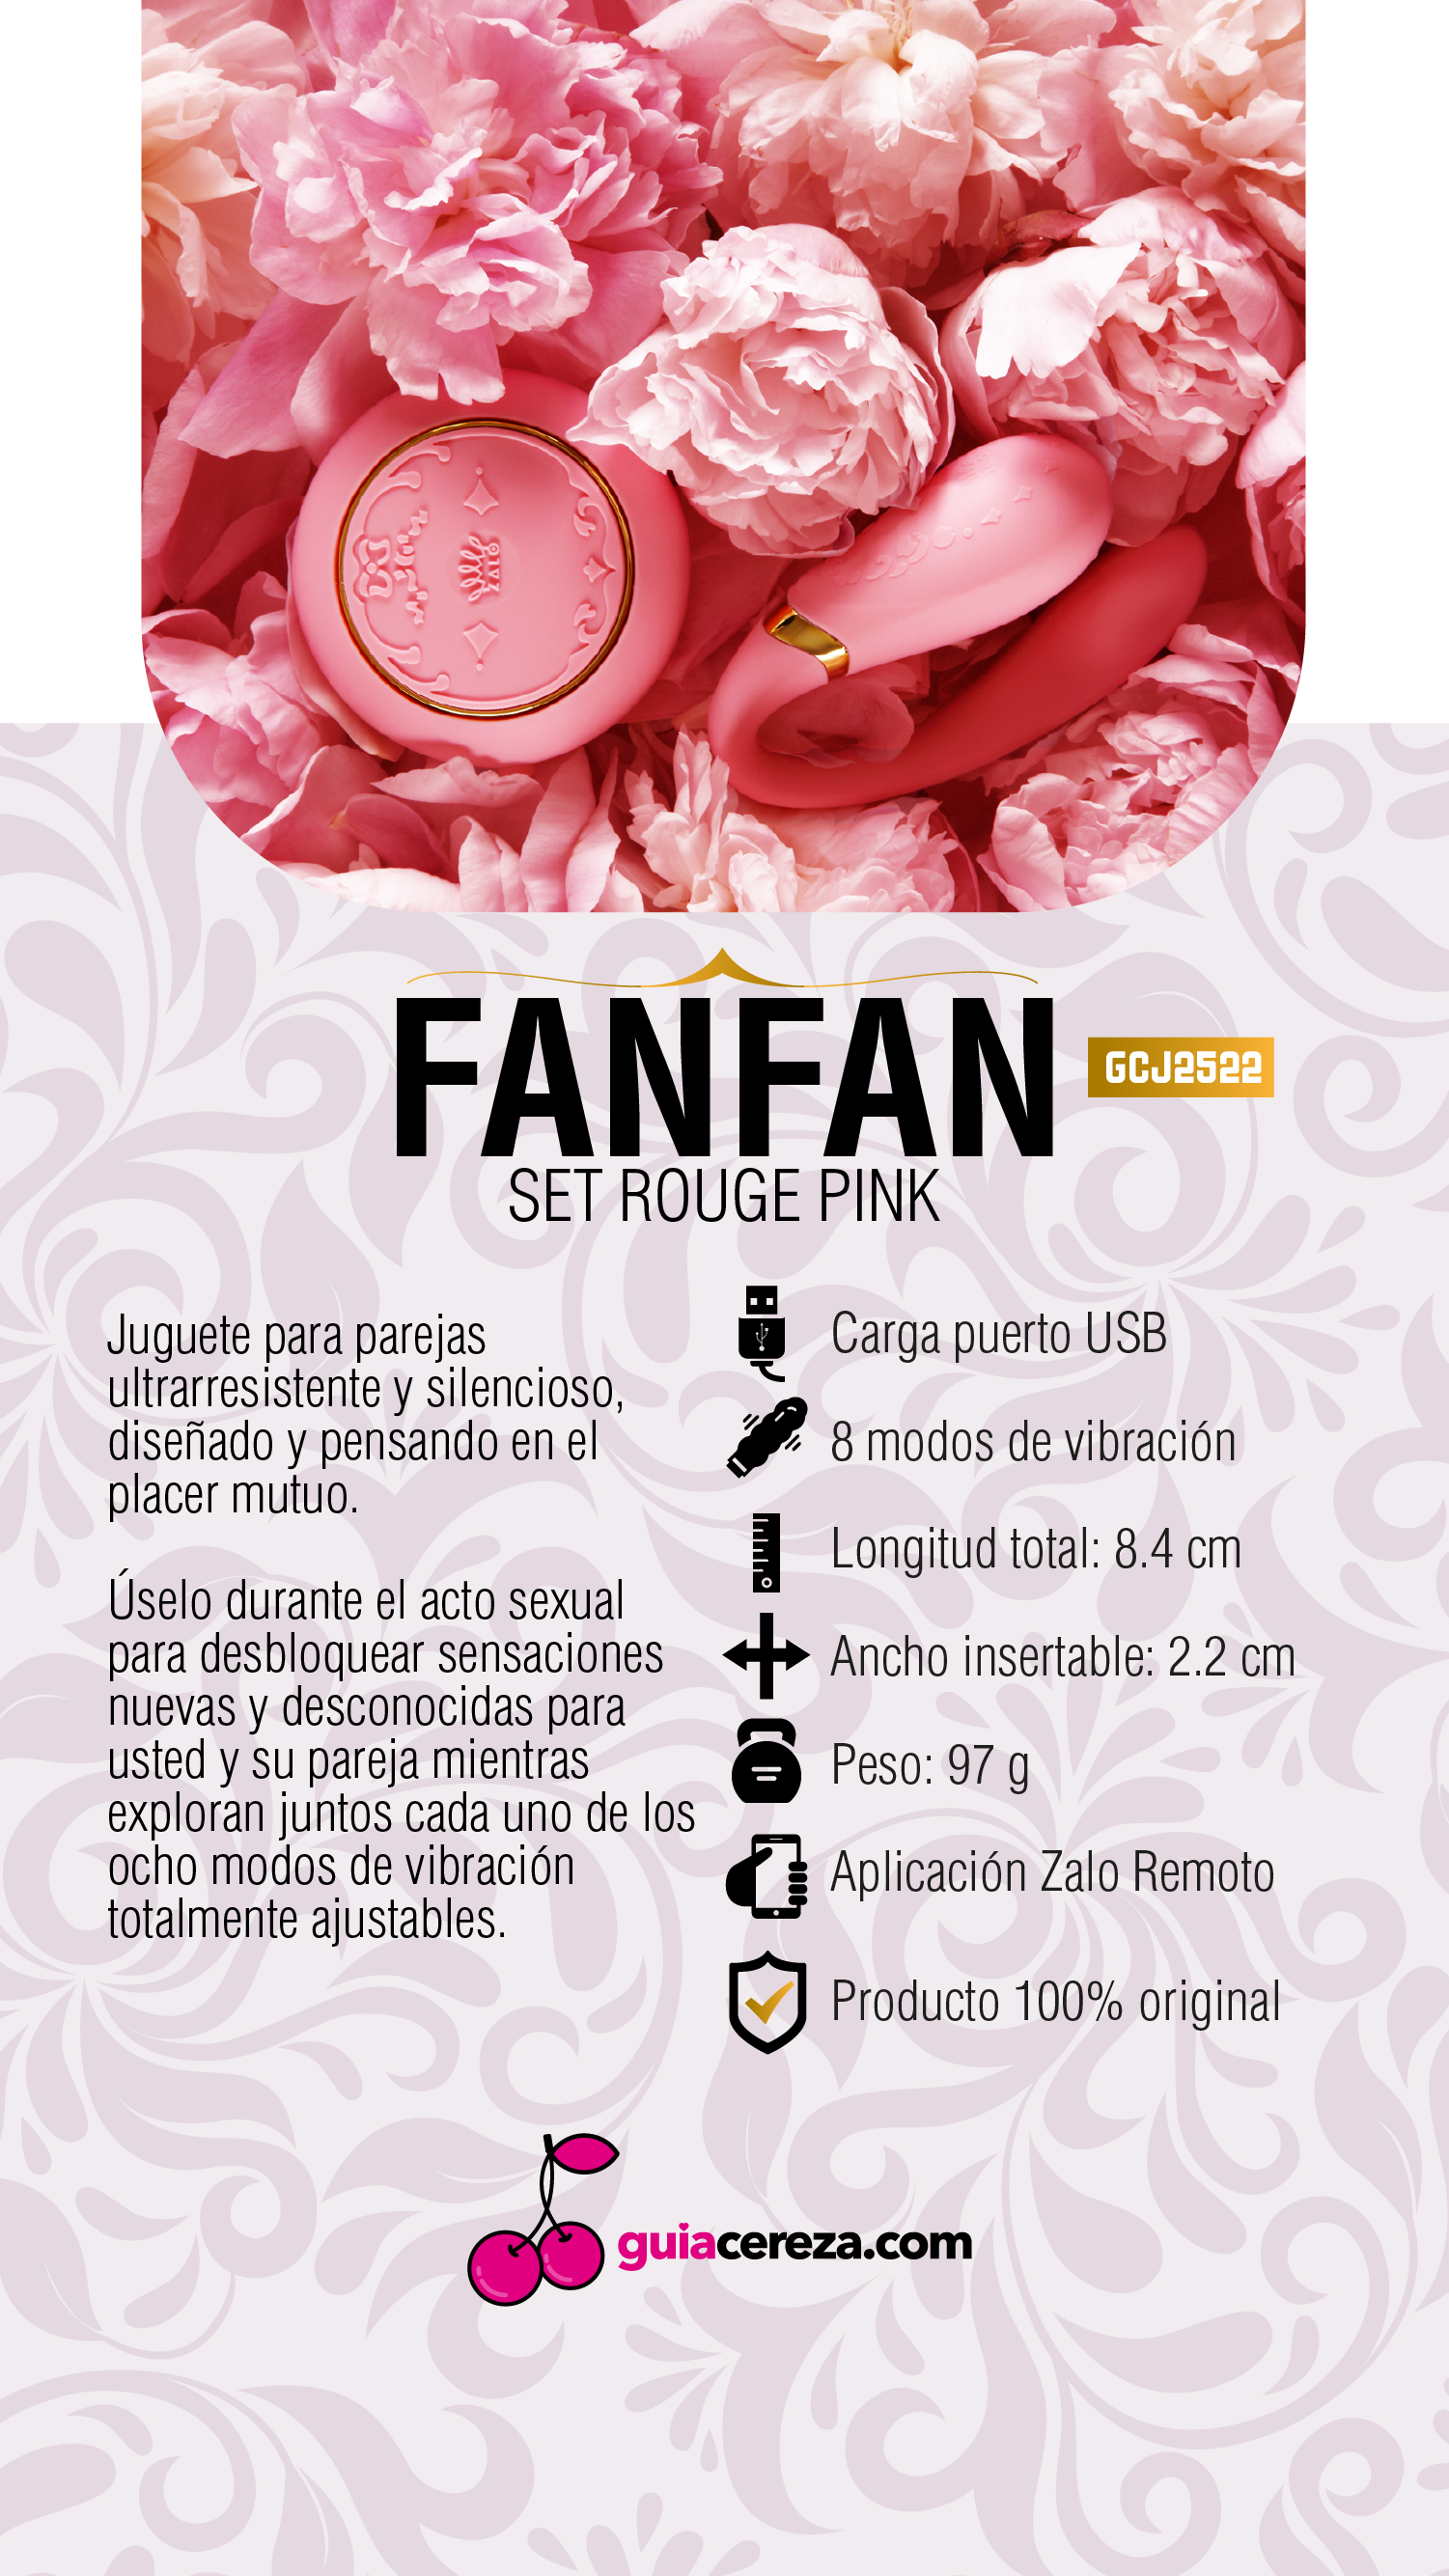 ZALO
FANFAN
GCJ2522
SET ROUGE PINK
Juguete para parejas
ultrarresistente y silencioso,
diseñado y pensando en el
placer mutuo.
Úselo durante el acto sexual
para desbloquear sensaciones
nuevas y desconocidas para
usted y su pareja mientras
exploran juntos cada uno de los
ocho modos de vibración
totalmente ajustables.
Carga puerto USB
8 modos de vibración
Longitud total: 8.4 cm
Ancho insertable: 2.2 cm
Peso: 97 g
Aplicación Zalo Remoto
Producto 100% original
guiacereza.com